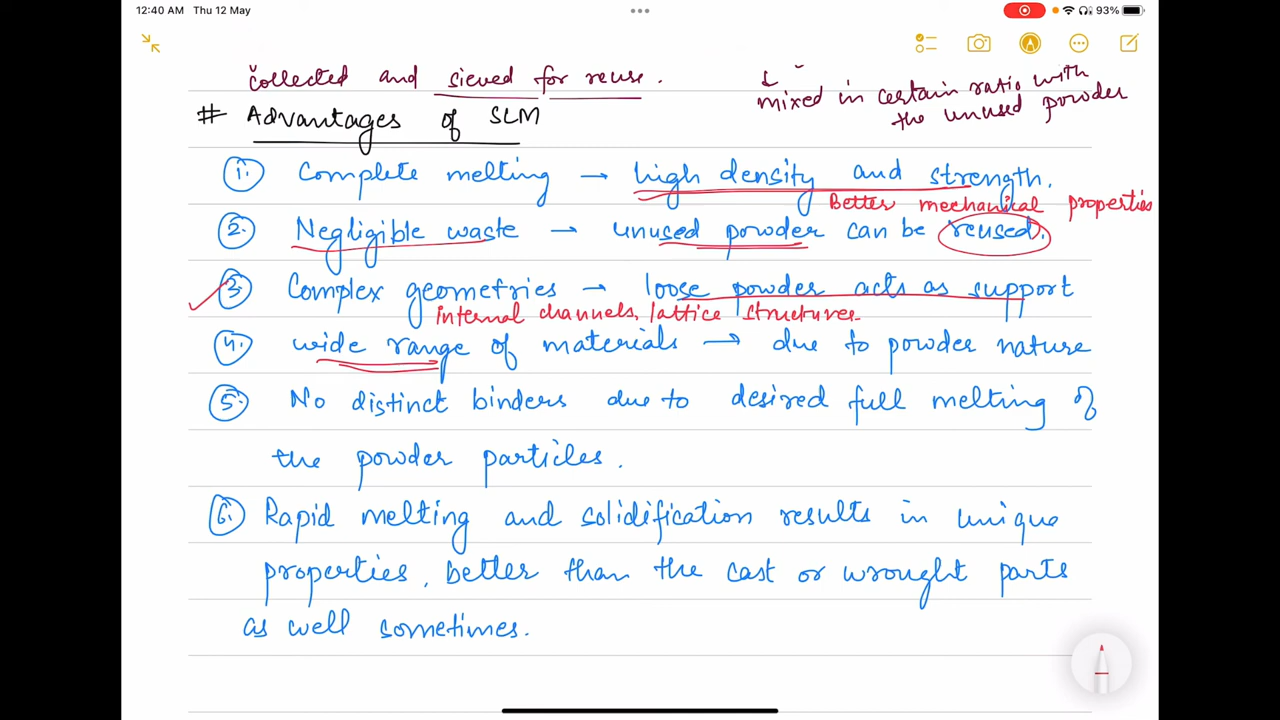 12:40 AM Thu 12 May
93%
collected and sieved for reuse.
mixed in certain ratio with
the unused powder
# Advantages of SLM
1. Complete melting → high density and strength.
Better mechanical properties
2. Negligible waste → unused powder can be reused.
3. Complex geometries → loose powder acts as support
internal channels, lattice structures.
4. wide range of materials → due to powder nature
5. No distinct binders due to desired full melting of
the powder particles.
6. Rapid melting and solidification results in unique
properties, better than the cast or wrought parts
as well sometimes.